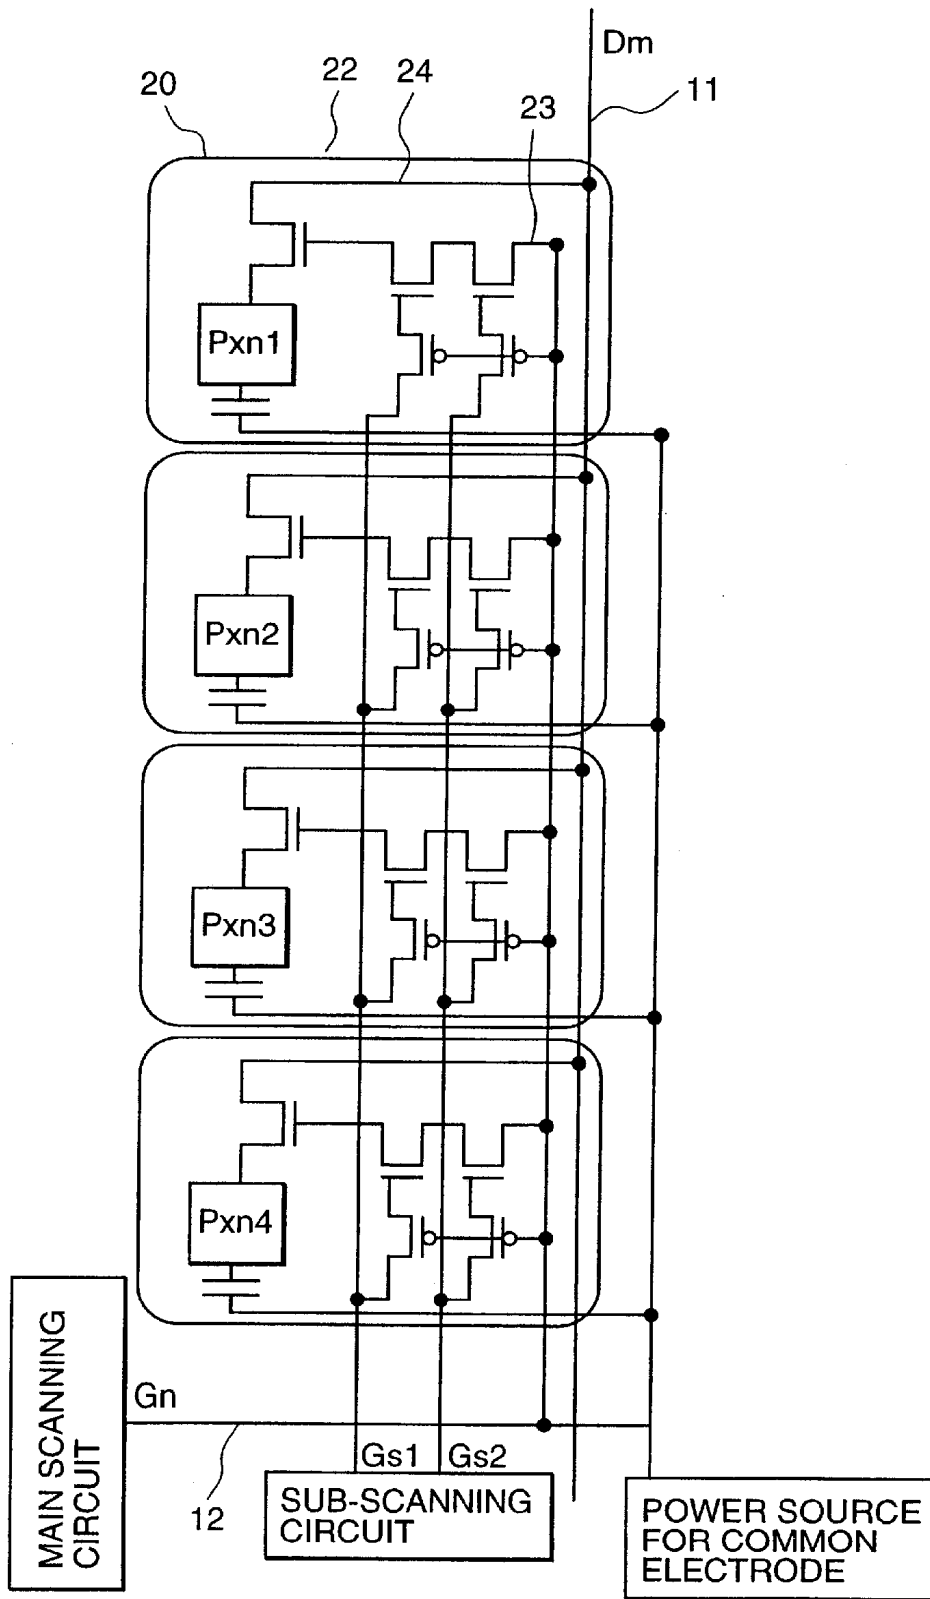 Dm
22
24
20
23
11
Pxn1
Pxn2
Pxn3
Pxn4
MAIN SCANNING
CIRCUIT
Gn
12
Gs1
Gs2
SUB-SCANNING
CIRCUIT
POWER SOURCE
FOR COMMON
ELECTRODE